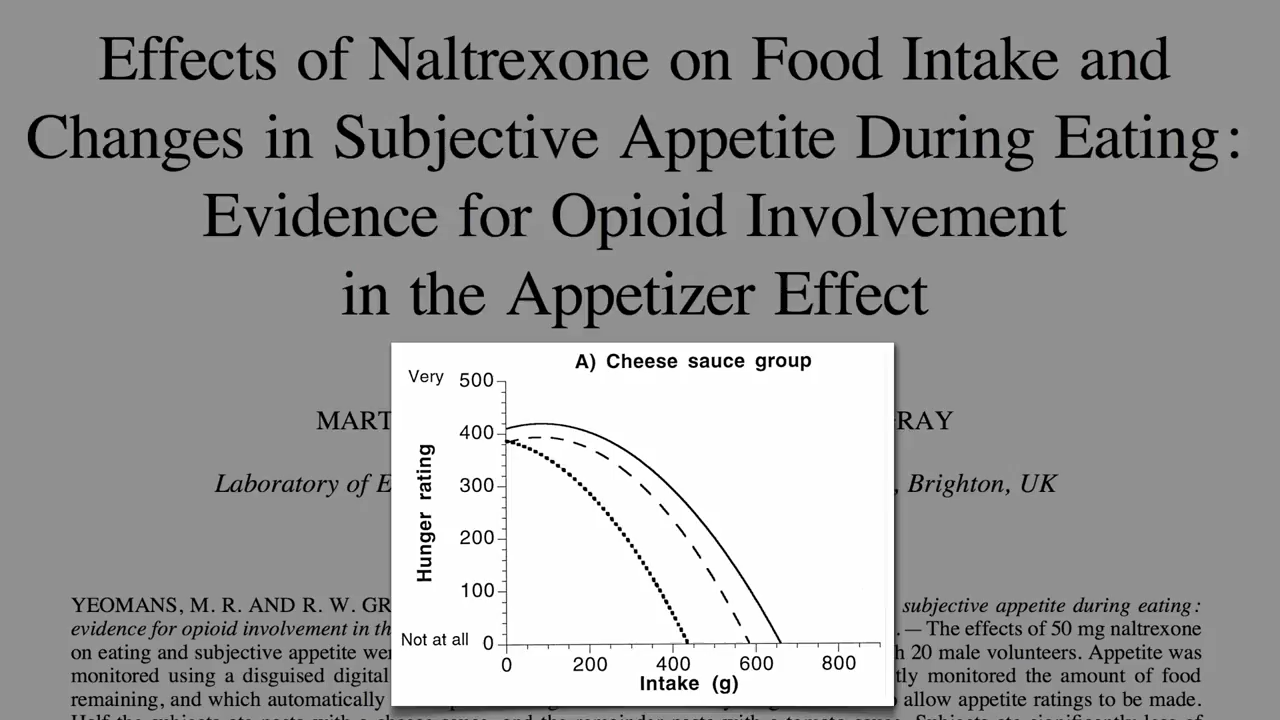 Effects of Naltrexone on Food Intake and
Changes in Subjective Appetite During Eating:
Evidence for Opioid Involvement
in the Appetizer Effect
A) Cheese sauce group
Very 500
400
300
200
100
Not at all 0
Hunger rating
0 200 400 600 800
Intake (g)
MART RAY
Laboratory of E , Brighton, UK
YEOMANS, M. R. AND R. W. GR subjective appetite during eating:
evidence for opioid involvement in th .— The effects of 50 mg naltrexone
on eating and subjective appetite wer h 20 male volunteers. Appetite was
monitored using a disguised digital tly monitored the amount of food
remaining, and which automatically allow appetite ratings to be made.